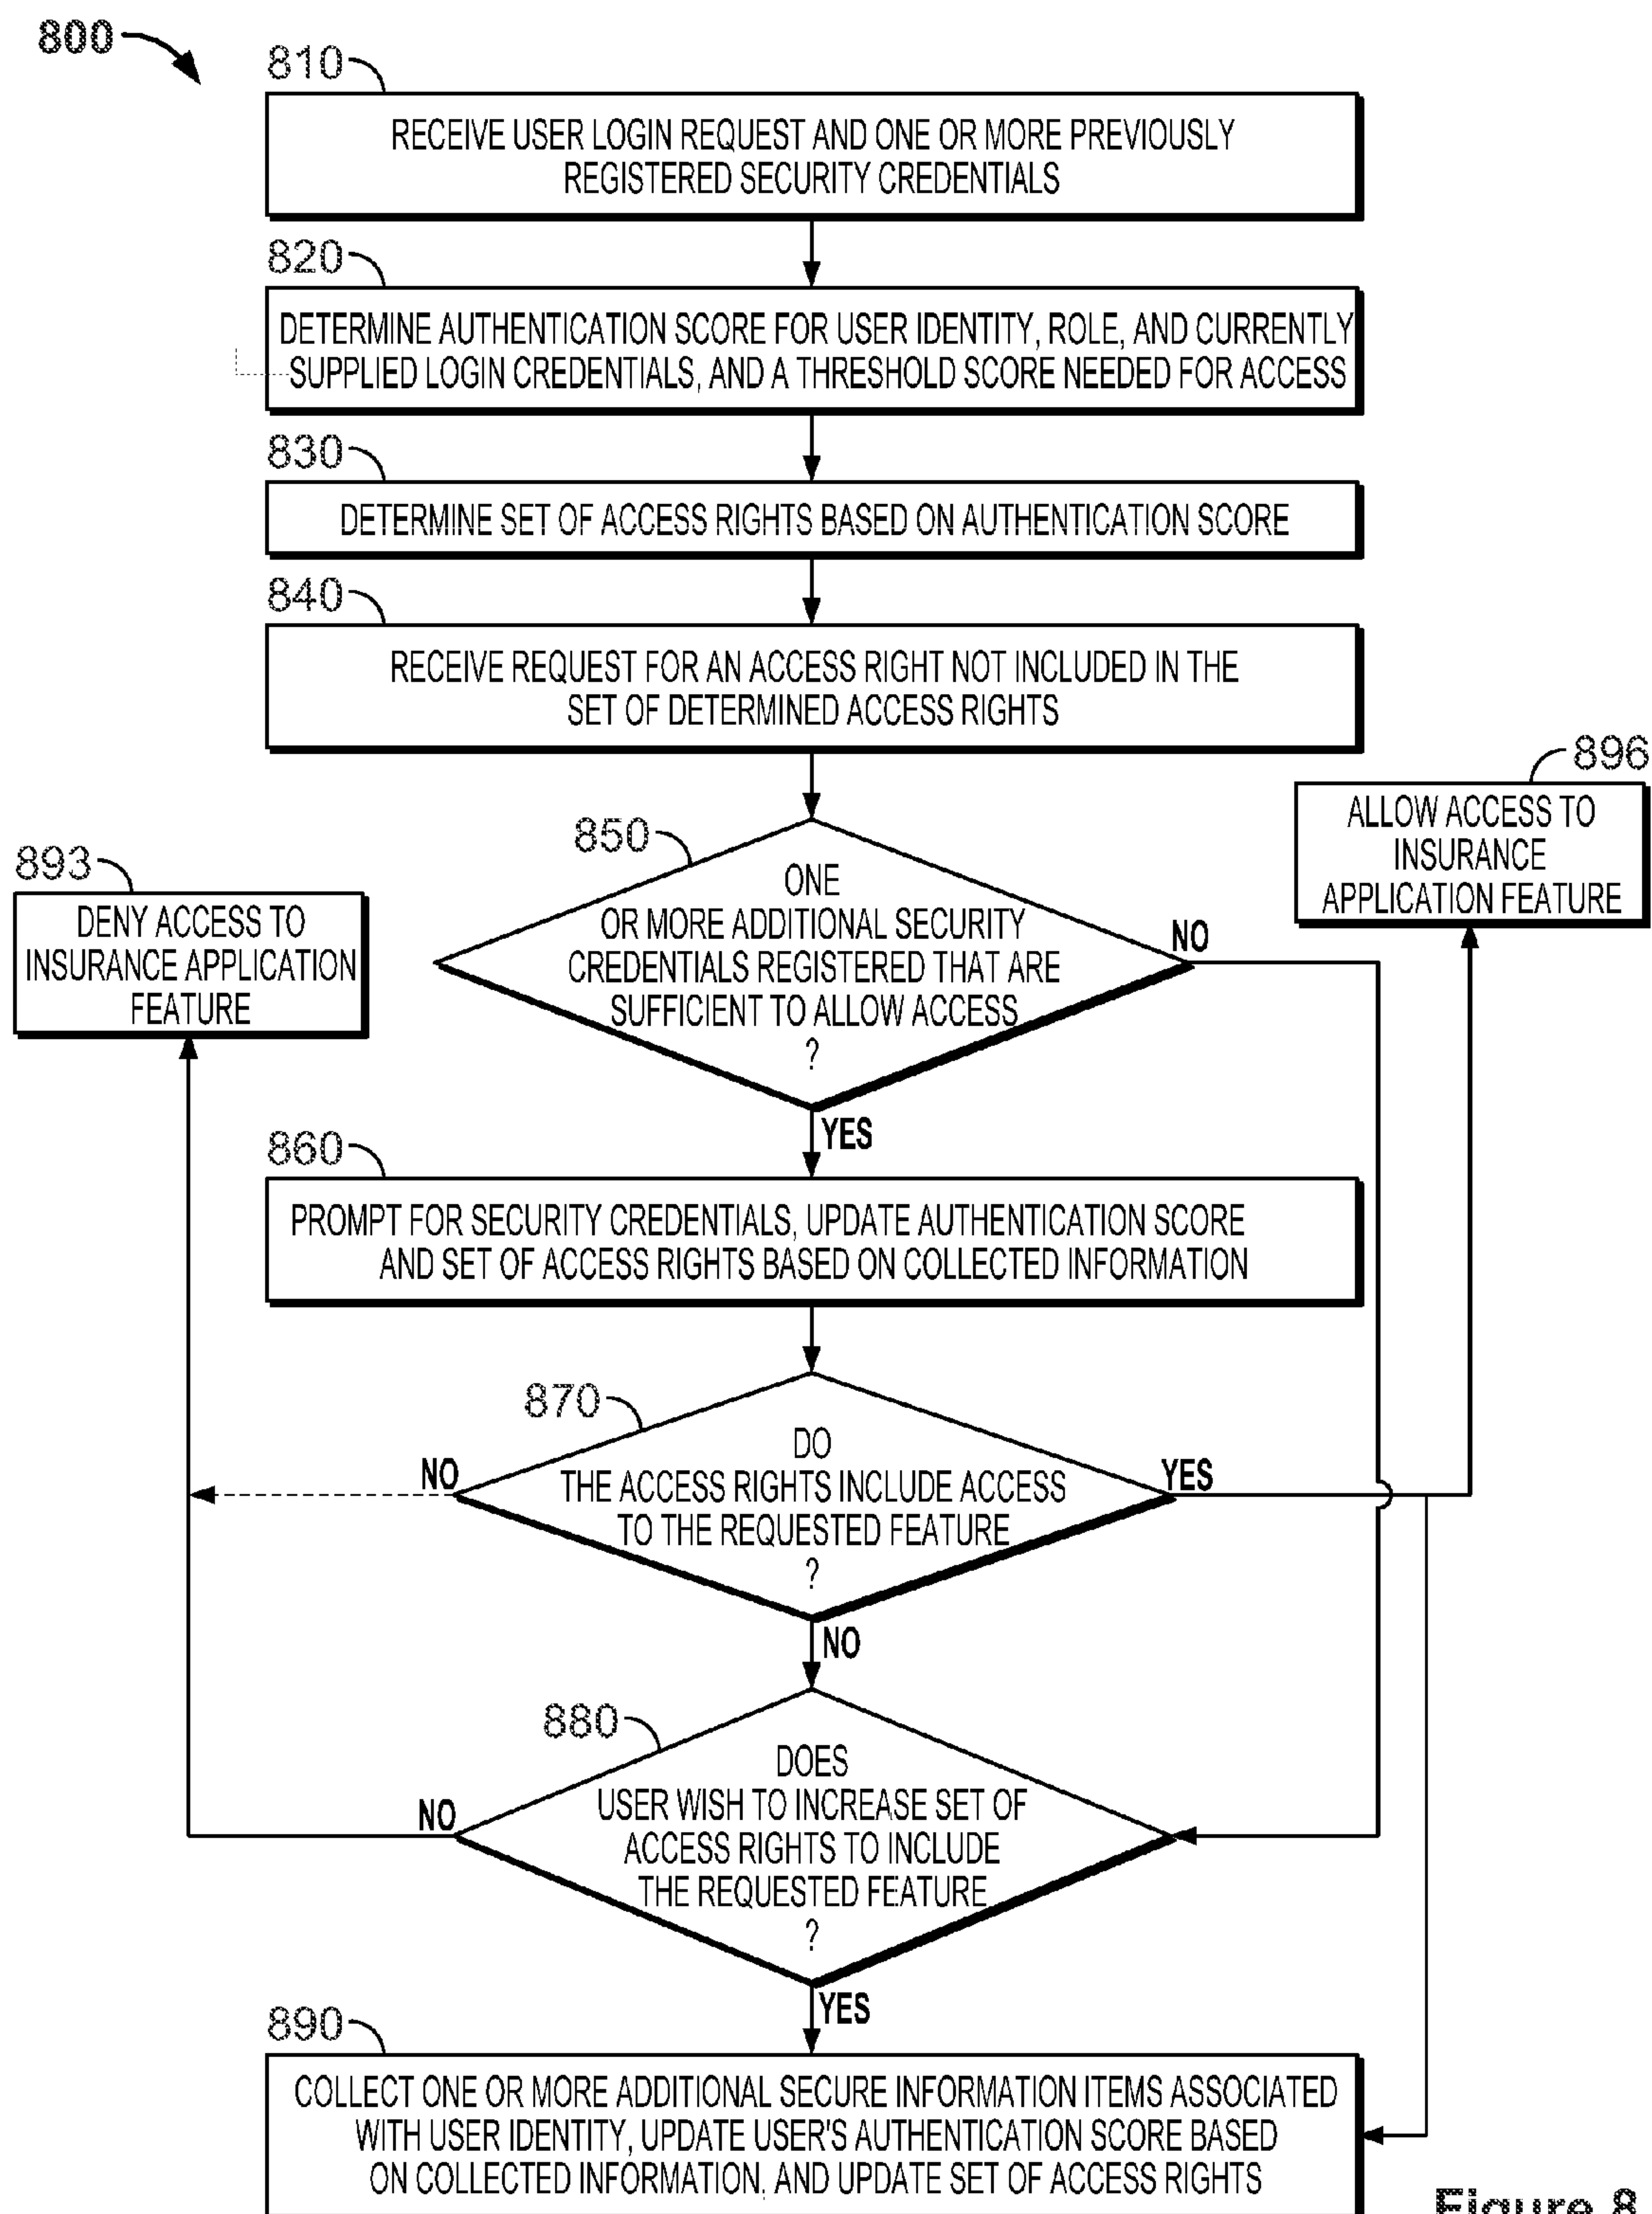 800
810
RECEIVE USER LOGIN REQUEST AND ONE OR MORE PREVIOUSLY
REGISTERED SECURITY CREDENTIALS
820
DETERMINE AUTHENTICATION SCORE FOR USER IDENTITY, ROLE, AND CURRENTLY
SUPPLIED LOGIN CREDENTIALS, AND A THRESHOLD SCORE NEEDED FOR ACCESS
830
DETERMINE SET OF ACCESS RIGHTS BASED ON AUTHENTICATION SCORE
840
RECEIVE REQUEST FOR AN ACCESS RIGHT NOT INCLUDED IN THE
SET OF DETERMINED ACCESS RIGHTS
896
ALLOW ACCESS TO
INSURANCE
APPLICATION FEATURE
893
DENY ACCESS TO
INSURANCE APPLICATION
FEATURE
850
ONE
OR MORE ADDITIONAL SECURITY
CREDENTIALS REGISTERED THAT ARE
SUFFICIENT TO ALLOW ACCESS
?
NO
YES
860
PROMPT FOR SECURITY CREDENTIALS, UPDATE AUTHENTICATION SCORE
AND SET OF ACCESS RIGHTS BASED ON COLLECTED INFORMATION
870
DO
THE ACCESS RIGHTS INCLUDE ACCESS
TO THE REQUESTED FEATURE
?
NO
YES
NO
880
DOES
USER WISH TO INCREASE SET OF
ACCESS RIGHTS TO INCLUDE
THE REQUESTED FEATURE
?
NO
YES
890
COLLECT ONE OR MORE ADDITIONAL SECURE INFORMATION ITEMS ASSOCIATED
WITH USER IDENTITY, UPDATE USER'S AUTHENTICATION SCORE BASED
ON COLLECTED INFORMATION, AND UPDATE SET OF ACCESS RIGHTS
Figure 8